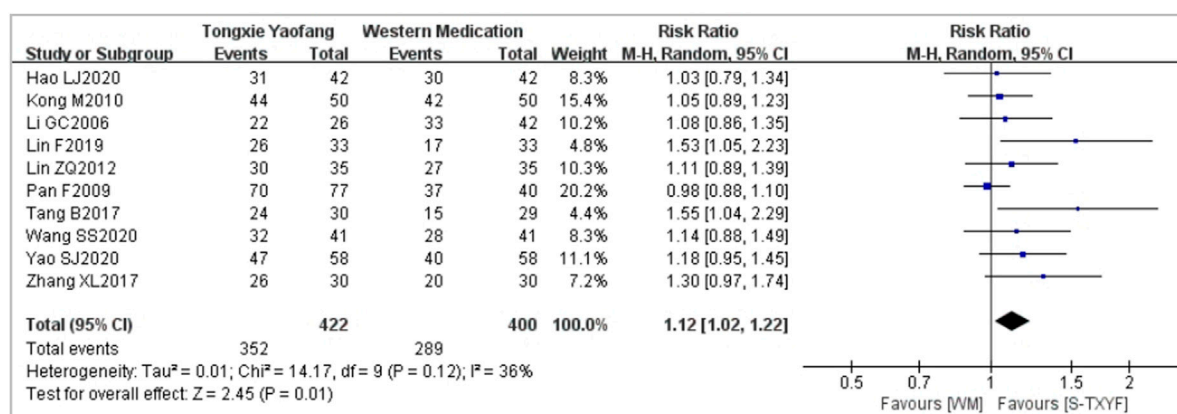 Tongxie Yaofang Western Medication Risk Ratio Risk Ratio
Study or Subgroup Events Total Events Total Weight M-H, Random, 95% CI M-H, Random, 95% CI
Hao LJ2020 31 42 30 42 8.3% 1.03 [0.79, 1.34]
Kong M2010 44 50 42 50 15.4% 1.05 [0.89, 1.23]
Li GC2006 22 26 33 42 10.2% 1.08 [0.86, 1.35]
Lin F2019 26 33 17 33 4.8% 1.53 [1.05, 2.23]
Lin ZQ2012 30 35 27 35 10.3% 1.11 [0.89, 1.39]
Pan F2009 70 77 37 40 20.2% 0.98 [0.88, 1.10]
Tang B2017 24 30 15 29 4.4% 1.55 [1.04, 2.29]
Wang SS2020 32 41 28 41 8.3% 1.14 [0.88, 1.49]
Yao SJ2020 47 58 40 58 11.1% 1.18 [0.95, 1.45]
Zhang XL2017 26 30 20 30 7.2% 1.30 [0.97, 1.74]
Total (95% CI) 422 400 100.0% 1.12 [1.02, 1.22]
Total events 352 289
Heterogeneity: Tau² = 0.01; Chi² = 14.17, df = 9 (P = 0.12); I² = 36%
Test for overall effect: Z = 2.45 (P = 0.01)
0.5 0.7 1 1.5 2
Favours [WM] Favours [S-TXYF]